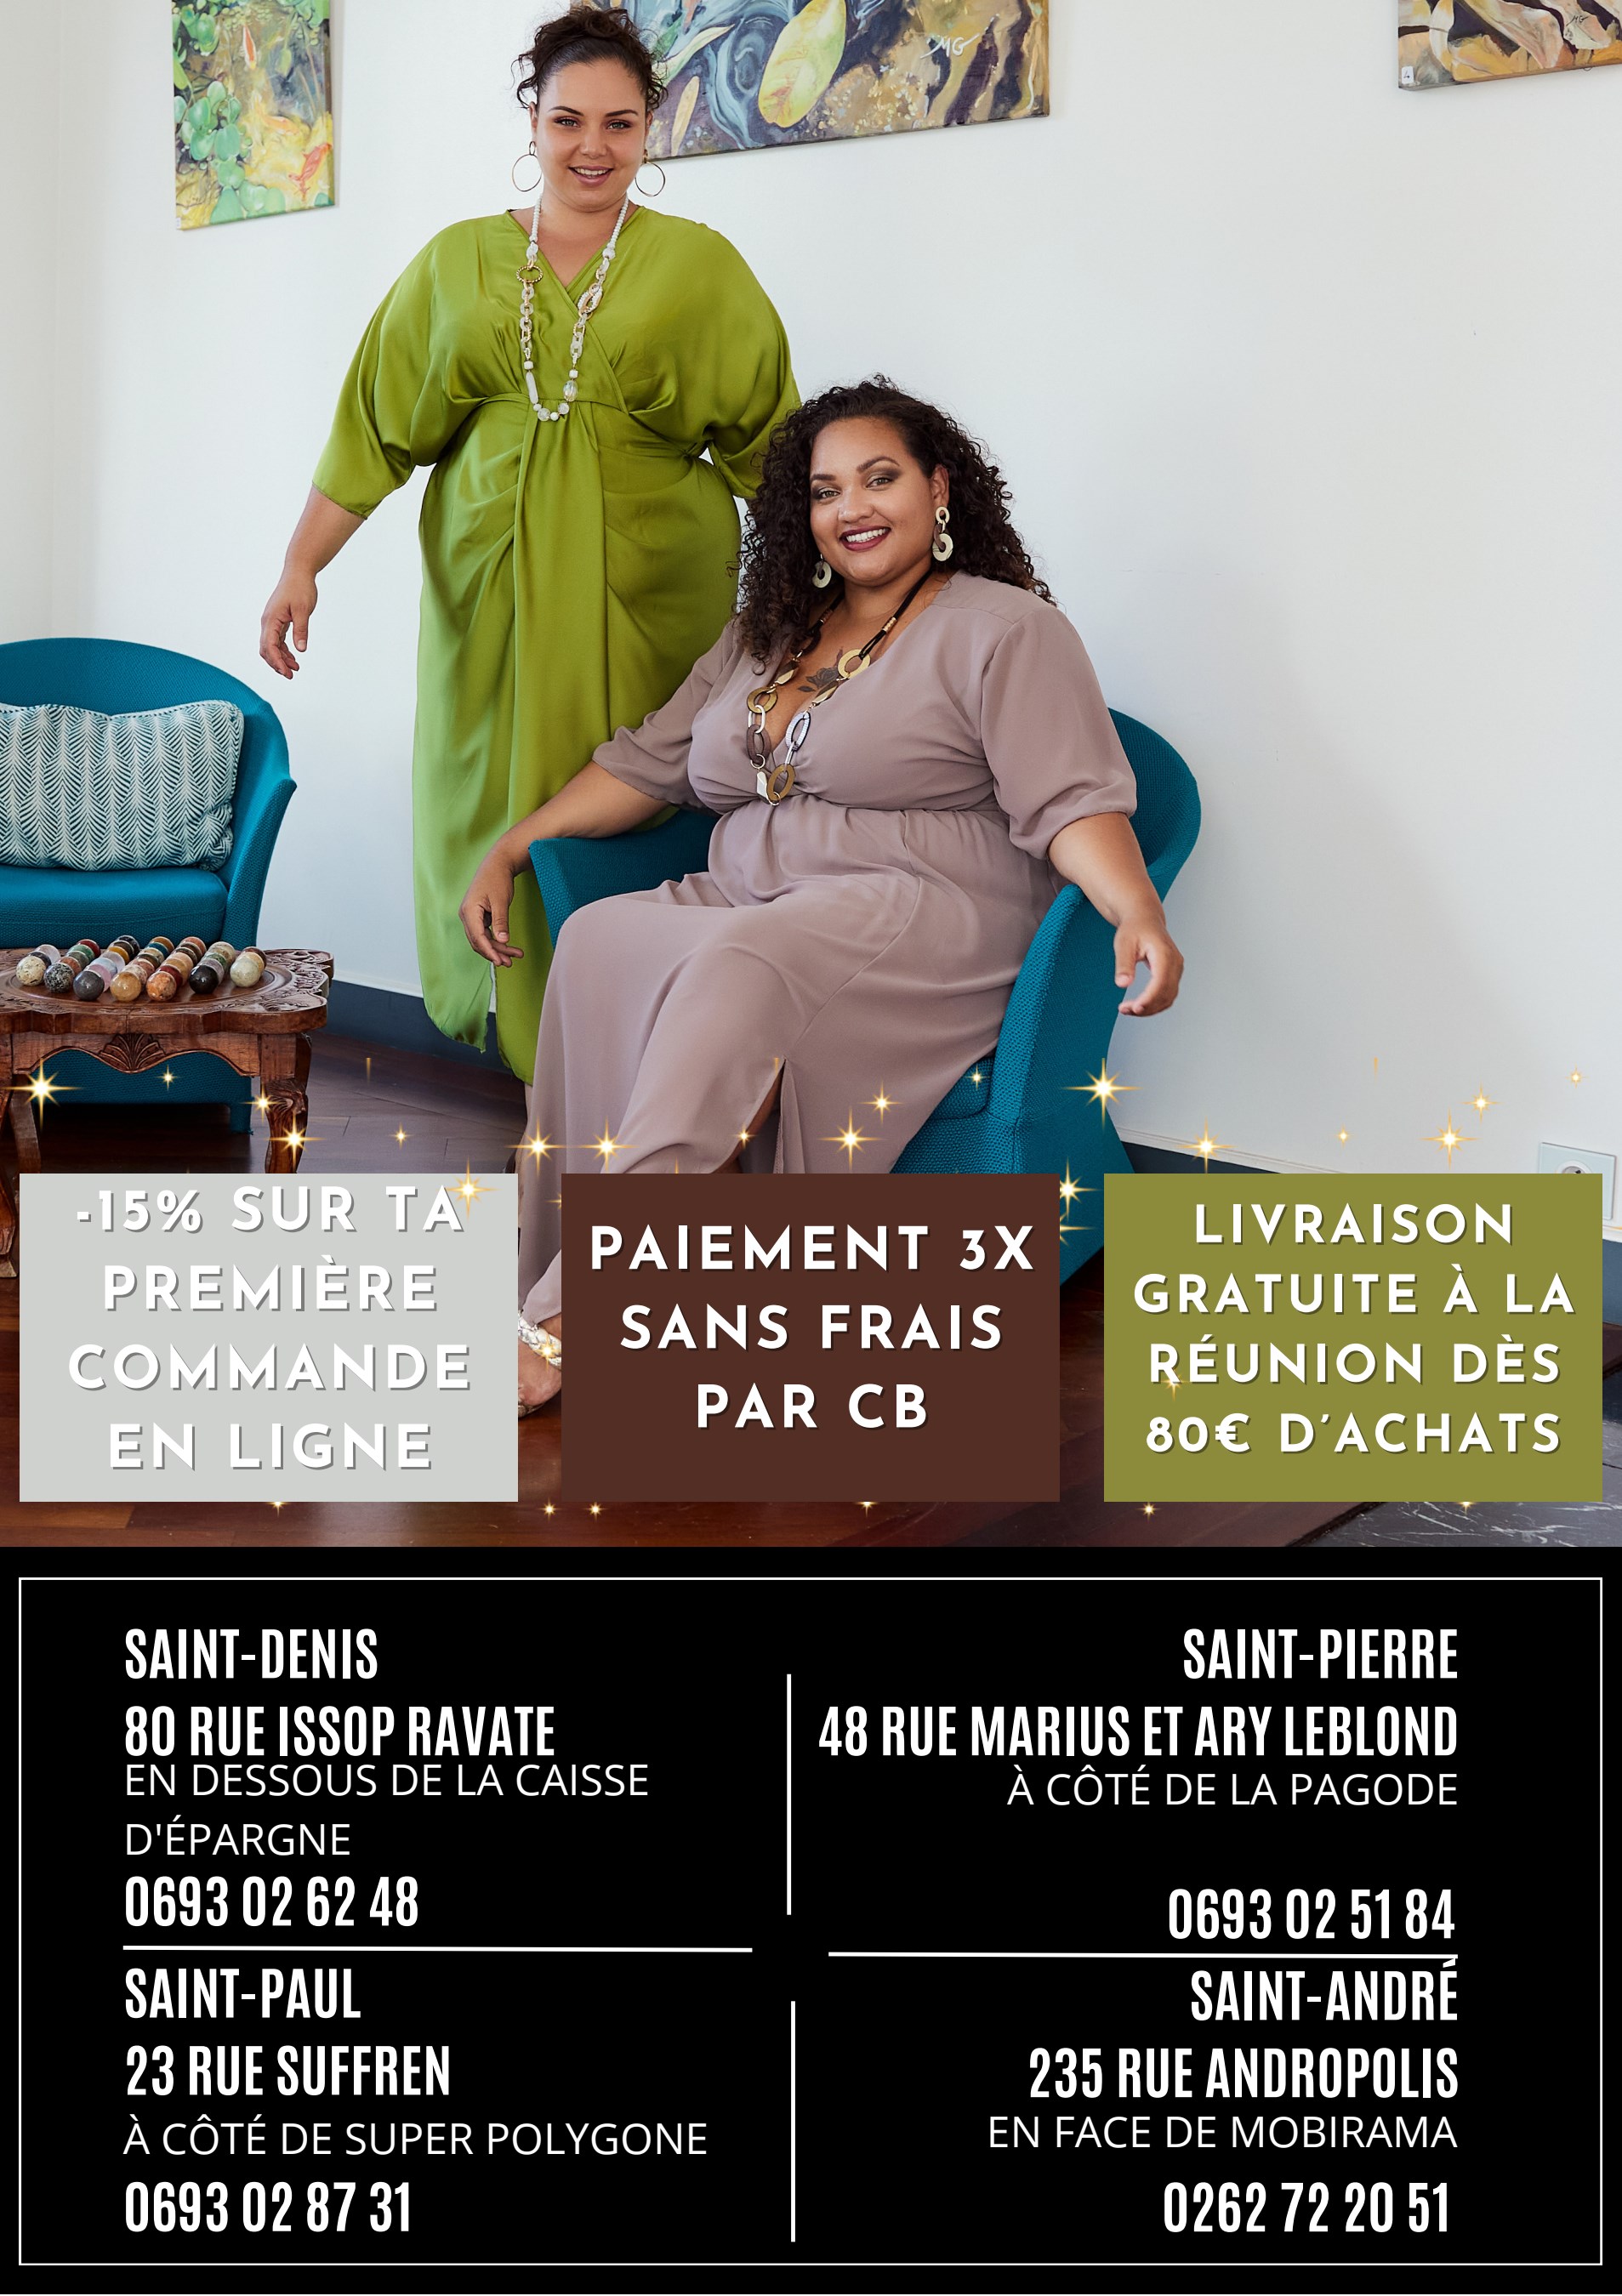 MG
MG
-15% SUR TA
PREMIÈRE
COMMANDE
EN LIGNE
PAIEMENT 3X
SANS FRAIS
PAR CB
LIVRAISON
GRATUITE À LA
RÉUNION DÈS
80€ D'ACHATS
SAINT-DENIS
80 RUE ISSOP RAVATE
EN DESSOUS DE LA CAISSE
D'ÉPARGNE
0693 02 62 48
SAINT-PIERRE
48 RUE MARIUS ET ARY LEBLOND
À CÔTÉ DE LA PAGODE
0693 02 51 84
SAINT-PAUL
23 RUE SUFFREN
À CÔTÉ DE SUPER POLYGONE
0693 02 87 31
SAINT-ANDRÉ
235 RUE ANDROPOLIS
EN FACE DE MOBIRAMA
0262 72 20 51